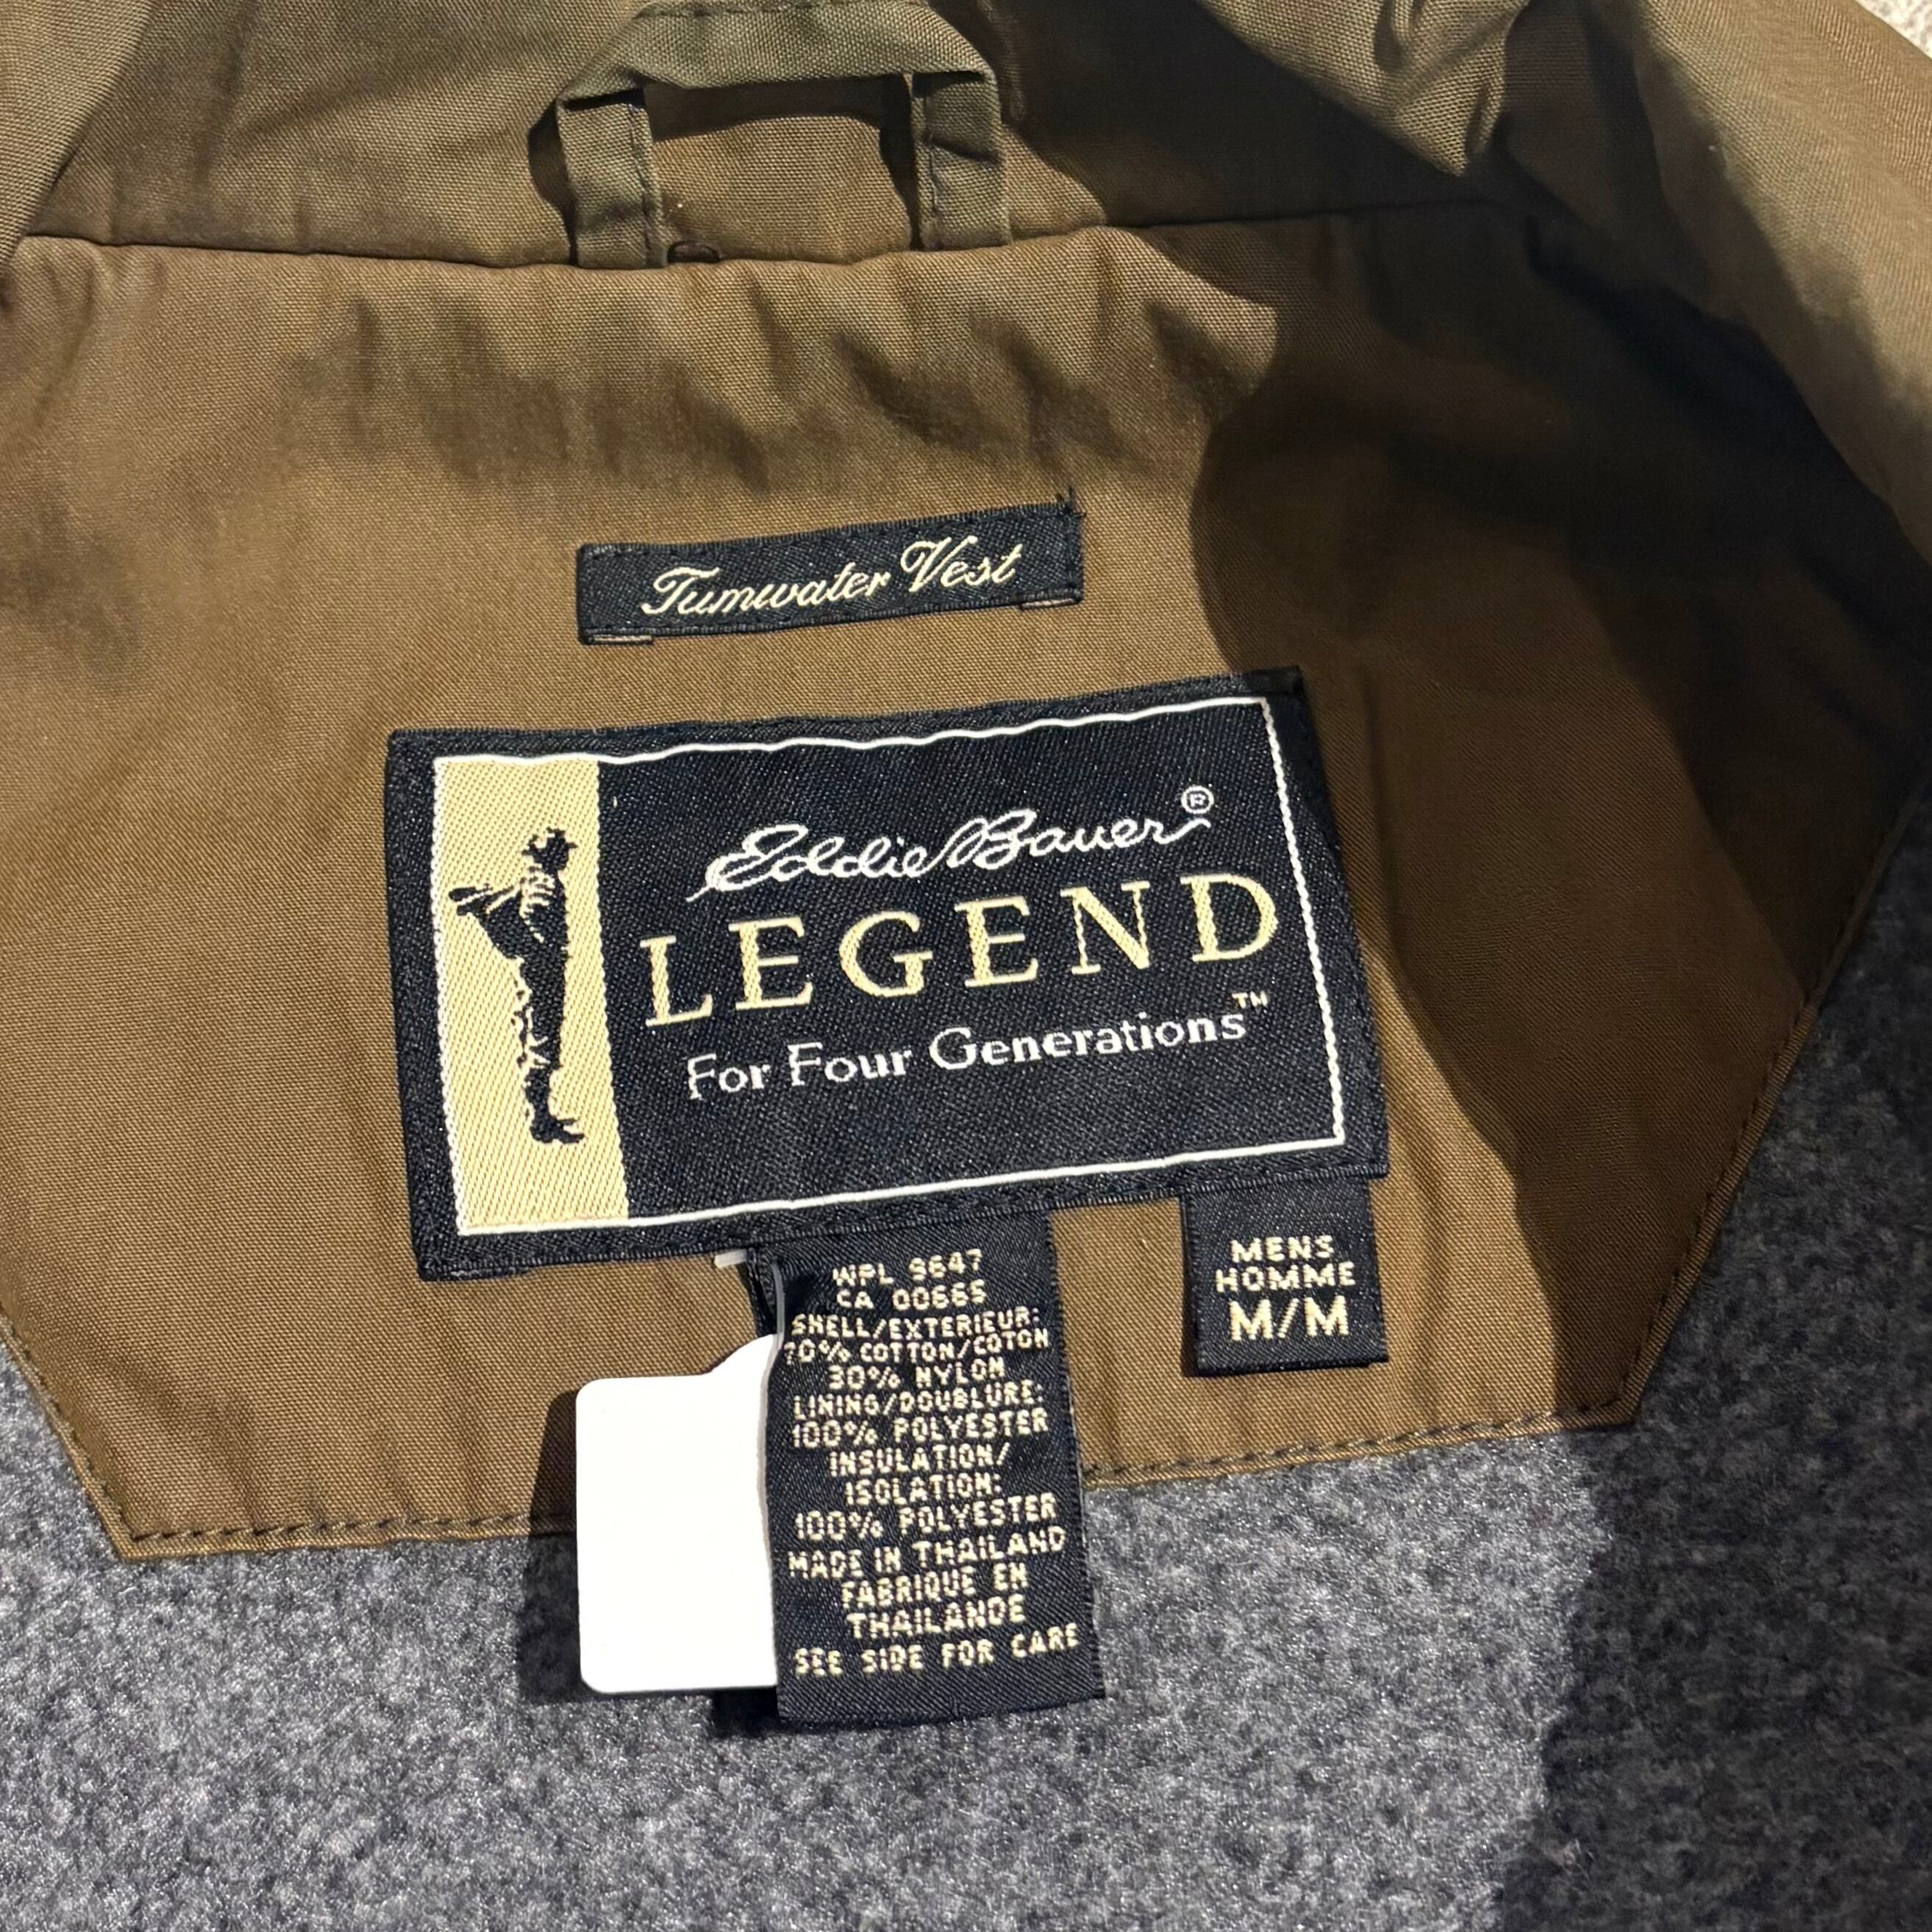 Tumwater Vest
Eddie Bauer®
LEGEND
For Four Generations™
MENS
HOMME
M/M
WPL 9647
CA 00665
SHELL/EXTERIEUR:
70% COTTON/COTON
30% NYLON
LINING/DOUBLURE:
100% POLYESTER
INSULATION/
ISOLATION:
100% POLYESTER
MADE IN THAILAND
FABRIQUE EN
THAILANDE
SEE SIDE FOR CARE